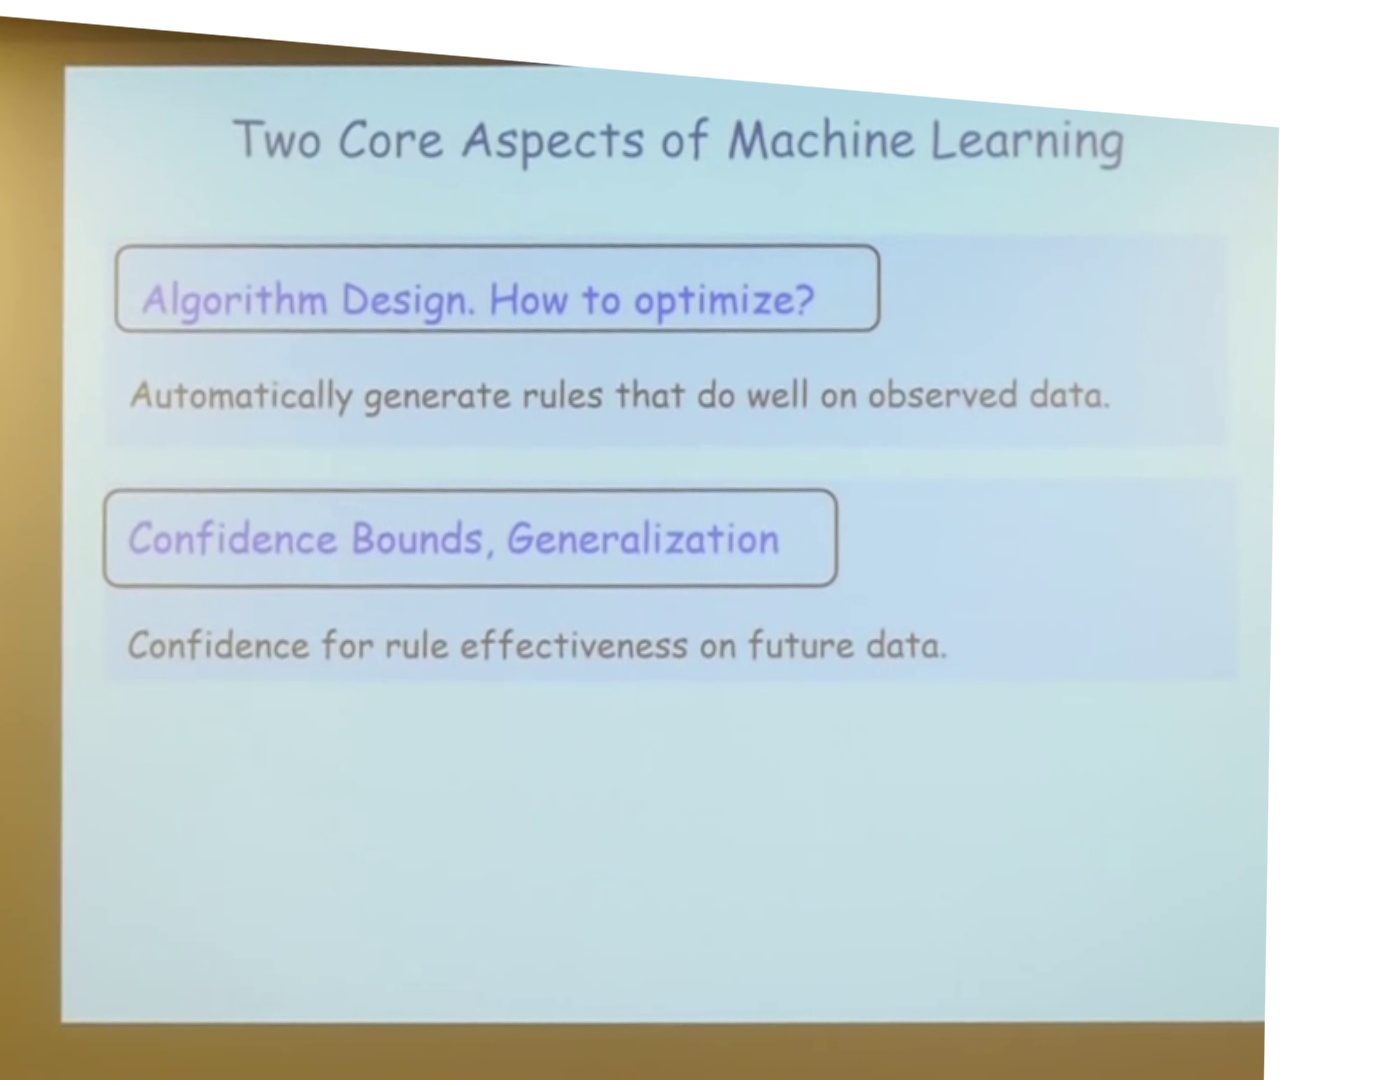 Two Core Aspects of Machine Learning
Algorithm Design. How to optimize?
Automatically generate rules that do well on observed data.
Confidence Bounds, Generalization
Confidence for rule effectiveness on future data.